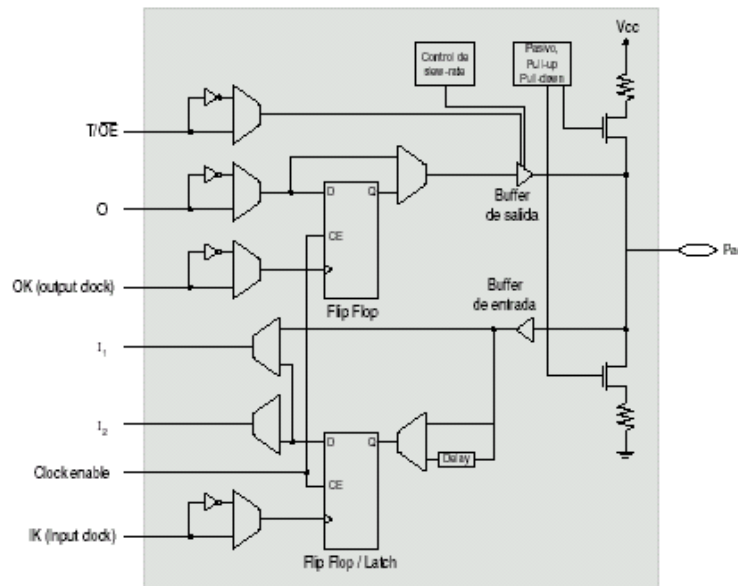 Vcc
Control de
slew-rate
Pasivo,
Pull-up
Pull-down
T/OE
O
D
Q
Buffer
de salida
CE
OK (output clock)
Flip Flop
Buffer
de entrada
Pa
I1
I2
D
Q
Delay
Clock enable
CE
IK (Input clock)
Flip Flop / Latch